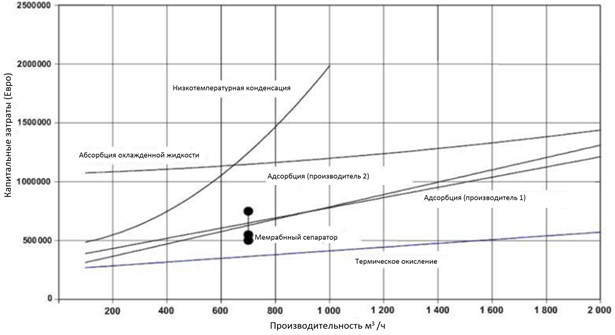 2500000
2000000
1500000
1000000
500000
0
Капитальные затраты (Евро)
Низкотемпературная конденсация
Абсорбция охлажденной жидкости
Адсорбция (производитель 2)
Адсорбция (производитель 1)
Мемрабнный сепаратор
Термическое окисление
200
400
600
800
1 000
1 200
1 400
1 600
1 800
2 000
Производительность м³ /ч